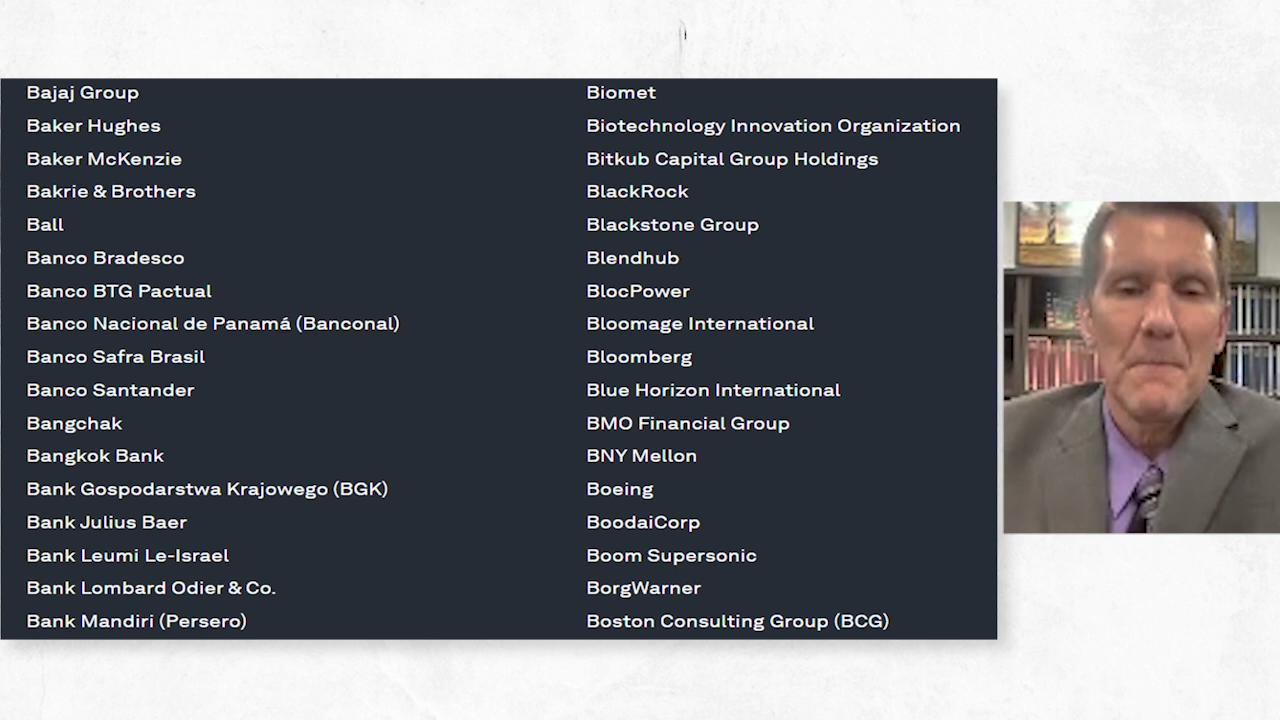 Bajaj Group
Baker Hughes
Baker McKenzie
Bakrie & Brothers
Ball
Banco Bradesco
Banco BTG Pactual
Banco Nacional de Panamá (Banconal)
Banco Safra Brasil
Banco Santander
Bangchak
Bangkok Bank
Bank Gospodarstwa Krajowego (BGK)
Bank Julius Baer
Bank Leumi Le-Israel
Bank Lombard Odier & Co.
Bank Mandiri (Persero)
Biomet
Biotechnology Innovation Organization
Bitkub Capital Group Holdings
BlackRock
Blackstone Group
Blendhub
BlocPower
Bloomage International
Bloomberg
Blue Horizon International
BMO Financial Group
BNY Mellon
Boeing
BoodaiCorp
Boom Supersonic
BorgWarner
Boston Consulting Group (BCG)